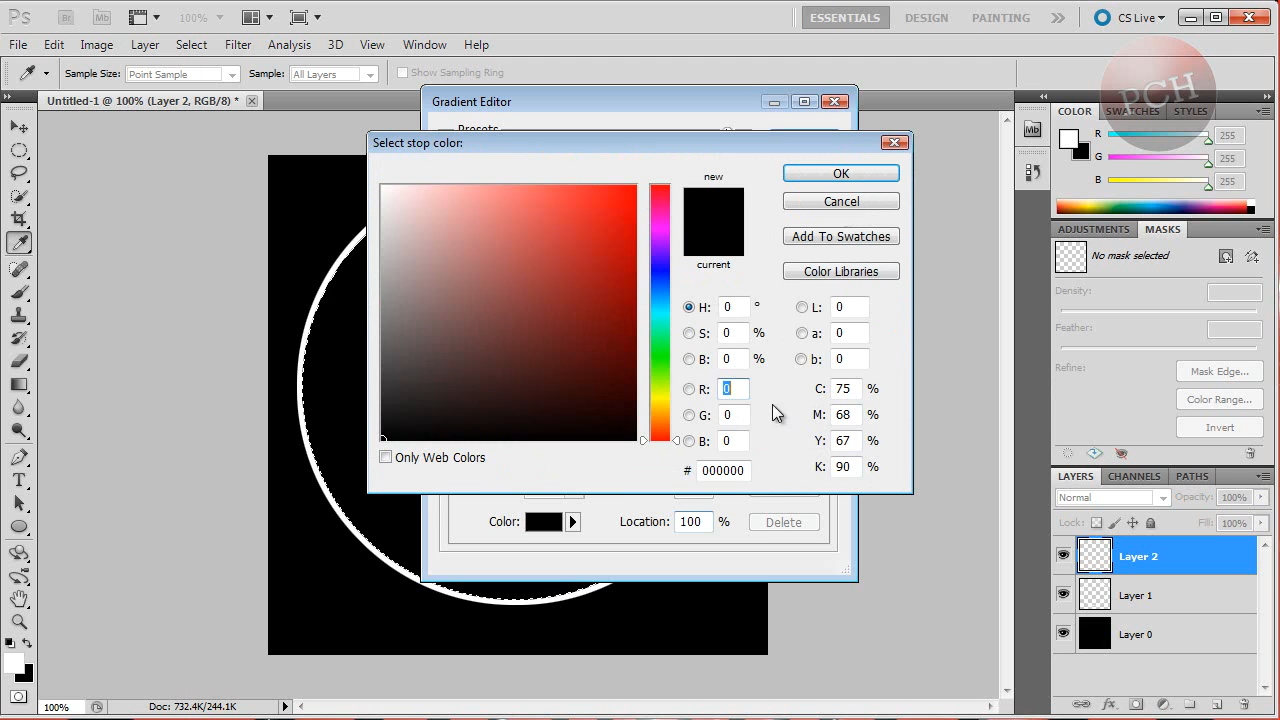 Ps Br Mb 100% ESSENTIALS DESIGN PAINTING CS Live
File Edit Image Layer Select Filter Analysis 3D View Window Help
Sample Size: Point Sample Sample: All Layers Show Sampling Ring
PCH
Untitled-1 @ 100% (Layer 2, RGB/8) *
Gradient Editor
Presets
Select stop color:
new
current
OK
Cancel
Add To Swatches
Color Libraries
H: 0 °
S: 0 %
B: 0 %
R: 0
G: 0
B: 0
# 000000
L: 0
a: 0
b: 0
C: 75 %
M: 68 %
Y: 67 %
K: 90 %
Only Web Colors
Color: Location: 100 % Delete
Mb
COLOR SWATCHES STYLES
R 255
G 255
B 255
ADJUSTMENTS MASKS
No mask selected
Density:
Feather:
Refine: Mask Edge...
Color Range...
Invert
LAYERS CHANNELS PATHS
Normal Opacity: 100%
Lock: Fill: 100%
Layer 2
Layer 1
Layer 0
100% Doc: 732.4K/244.1K